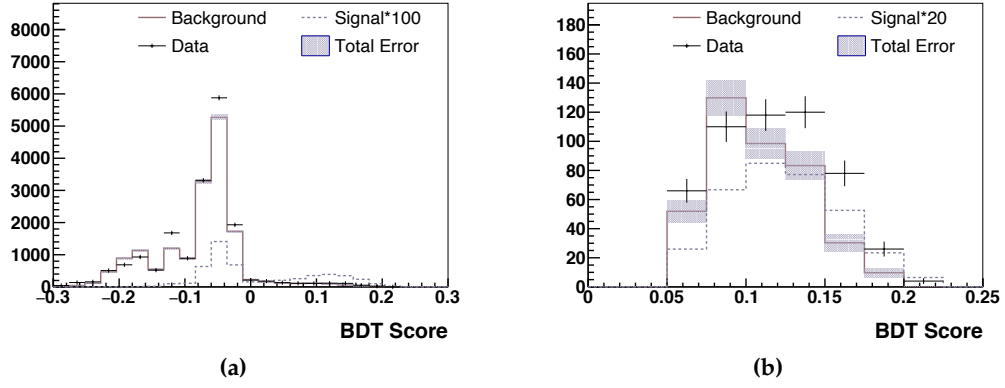 Background Signal*100
Data Total Error
8000
7000
6000
5000
4000
3000
2000
1000
0
−0.3 −0.2 −0.1 0 0.1 0.2 0.3
BDT Score
(a)
Background Signal*20
Data Total Error
180
160
140
120
100
80
60
40
20
0
0 0.05 0.1 0.15 0.2 0.25
BDT Score
(b)